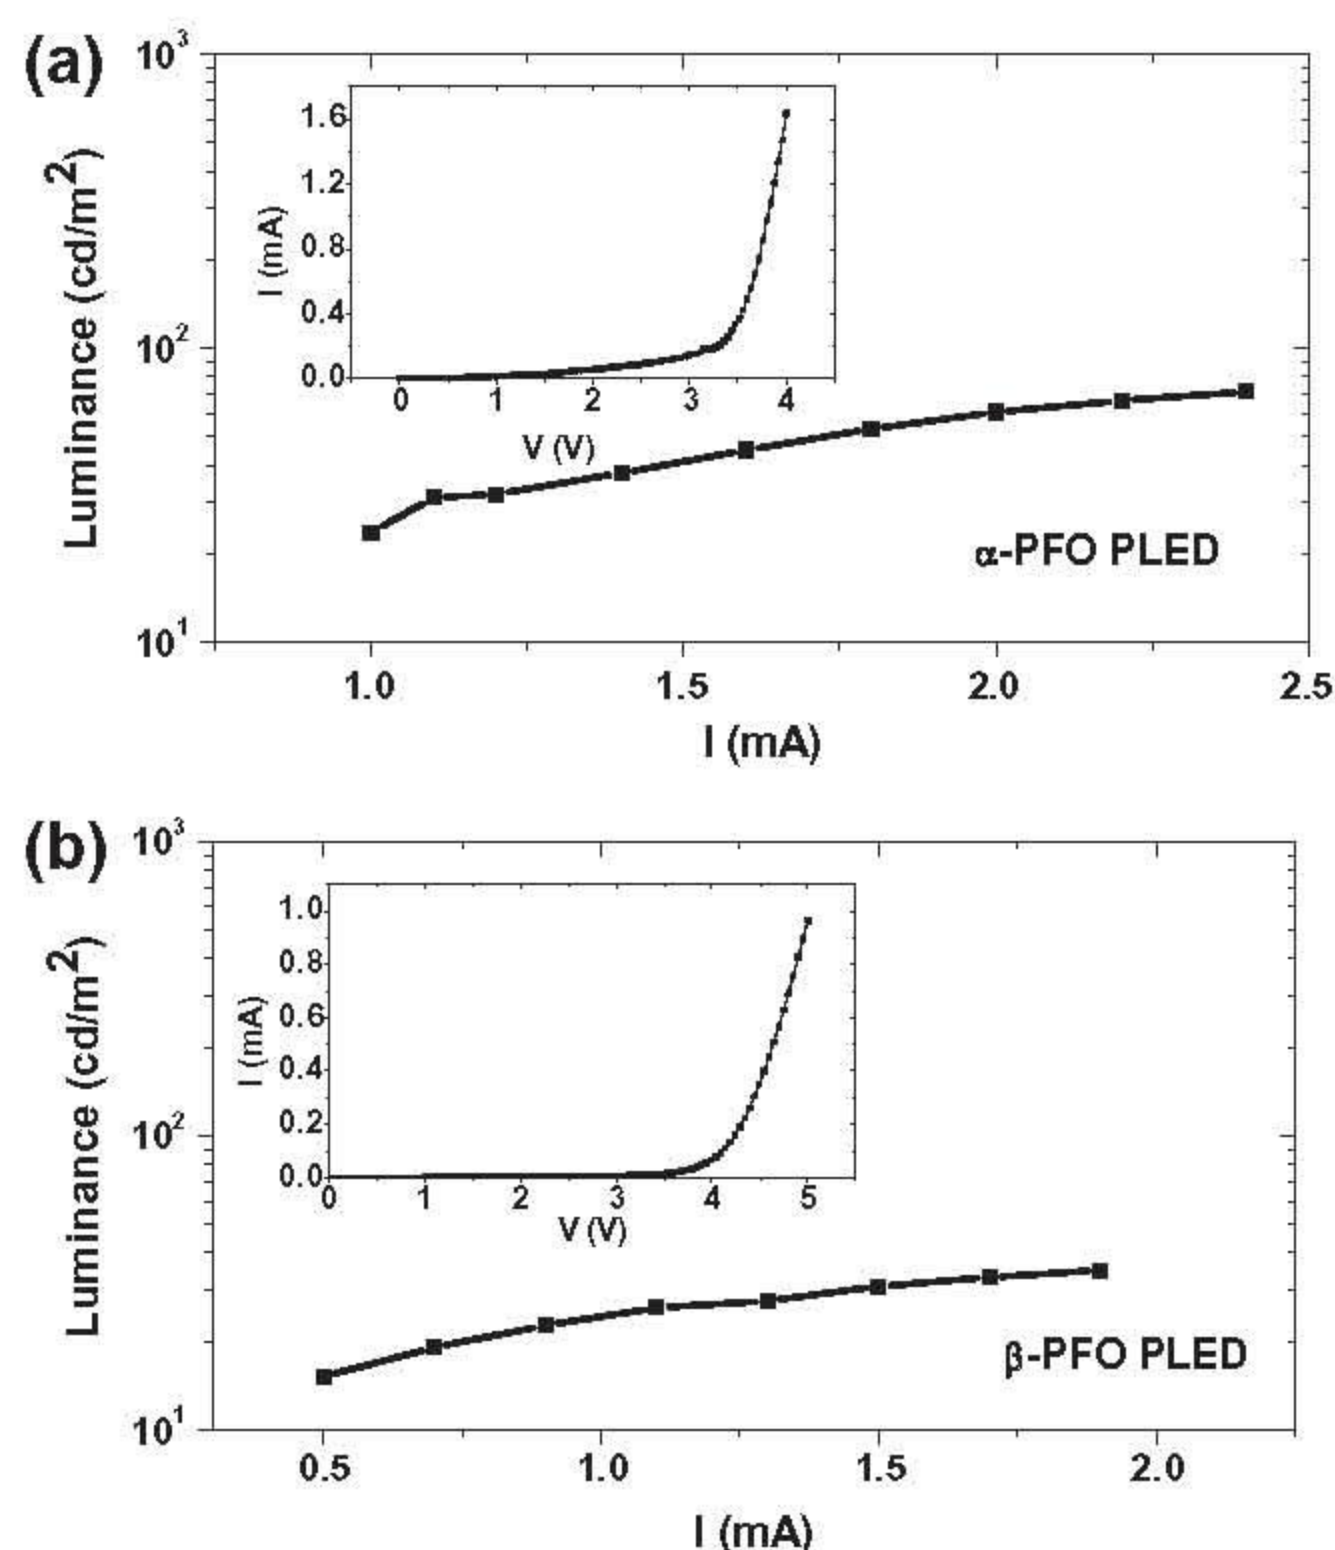 (a)
10³
10²
10¹
Luminance (cd/m²)
1.6
1.2
0.8
0.4
0.0
I (mA)
0 1 2 3 4
V (V)
α-PFO PLED
1.0 1.5 2.0 2.5
I (mA)
(b)
10³
10²
10¹
Luminance (cd/m²)
1.0
0.8
0.6
0.4
0.2
0.0
I (mA)
0 1 2 3 4 5
V (V)
β-PFO PLED
0.5 1.0 1.5 2.0
I (mA)